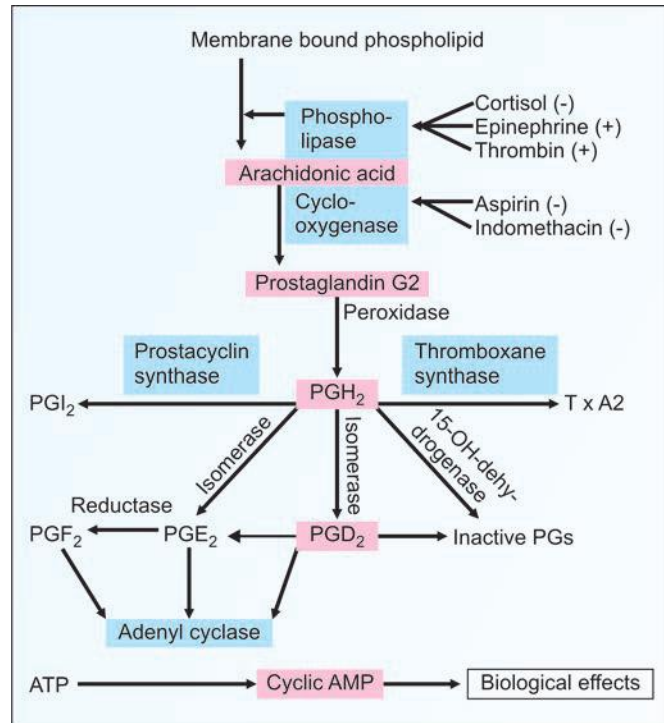 Membrane bound phospholipid
Phospho-
lipase
Cortisol (-)
Epinephrine (+)
Thrombin (+)
Arachidonic acid
Cyclo-
oxygenase
Aspirin (-)
Indomethacin (-)
Prostaglandin G2
Peroxidase
Prostacyclin
synthase
Thromboxane
synthase
PGI₂
PGH₂
T x A2
Isomerase
Isomerase
15-OH-dehy-
drogenase
Reductase
PGF₂
PGE₂
PGD₂
Inactive PGs
Adenyl cyclase
ATP
Cyclic AMP
Biological effects